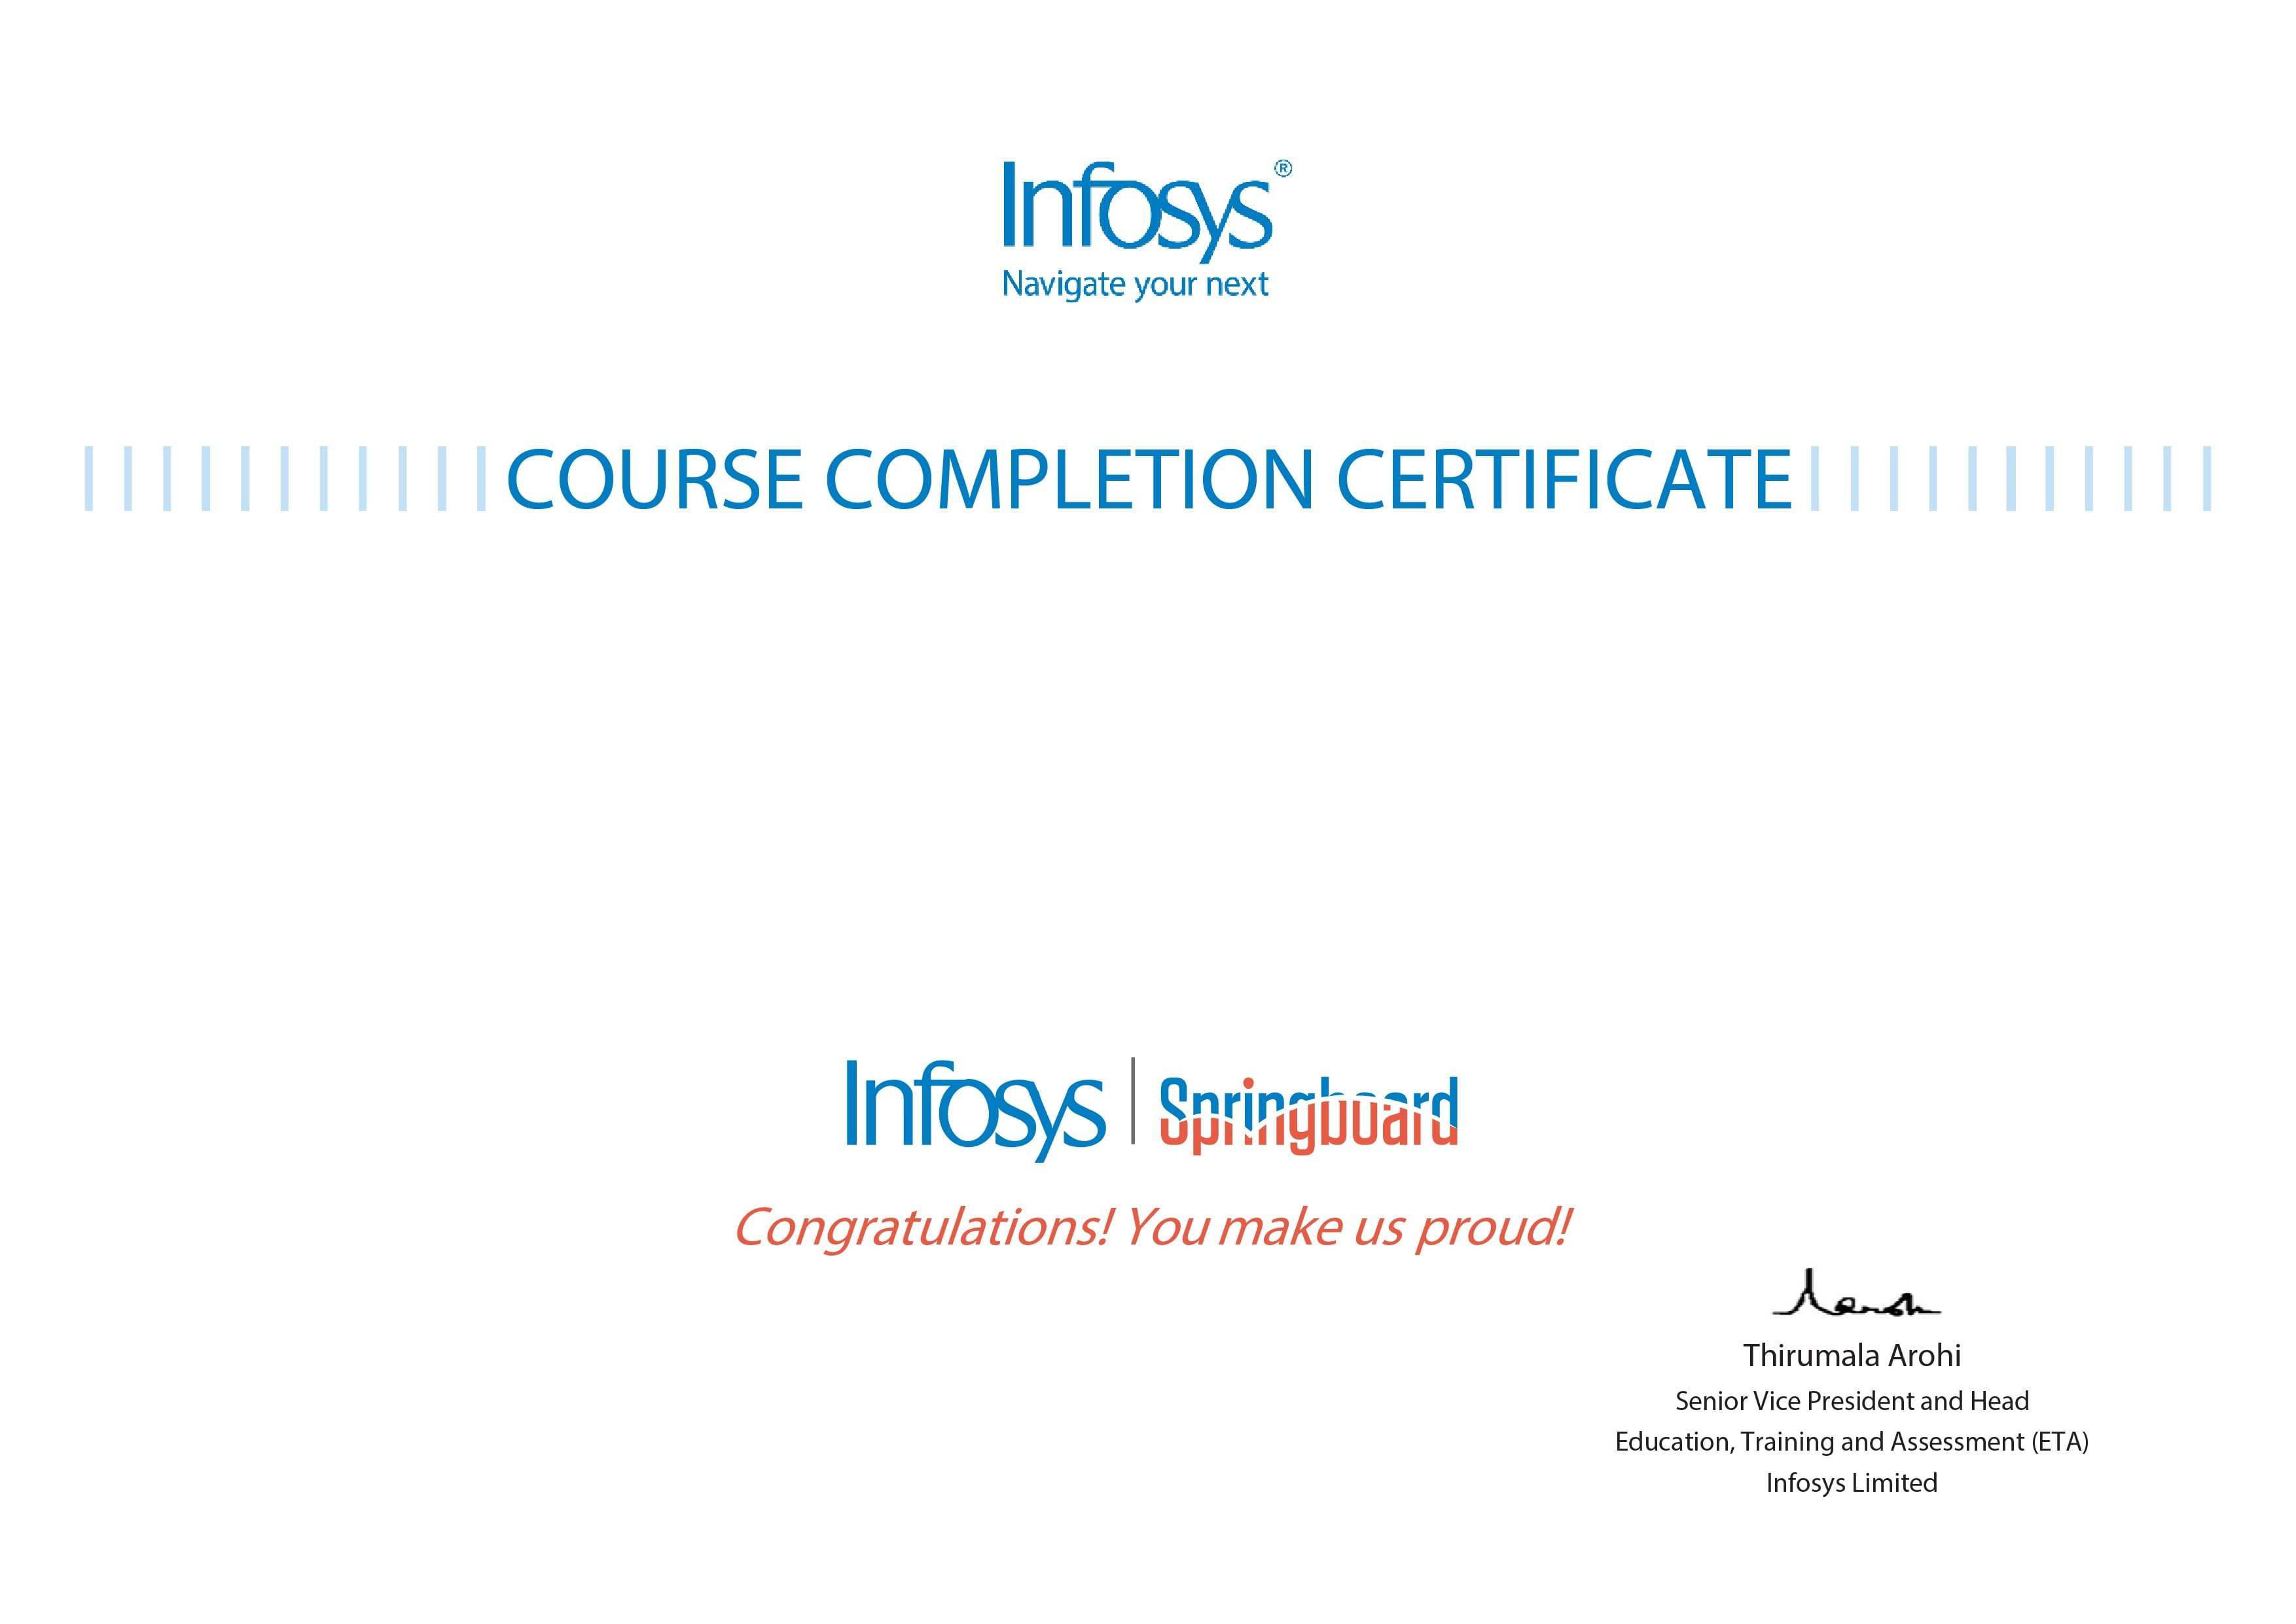 Infosys®
Navigate your next
COURSE COMPLETION CERTIFICATE
Infosys | Springboard
Congratulations! You make us proud!
Thirumala Arohi
Senior Vice President and Head
Education, Training and Assessment (ETA)
Infosys Limited